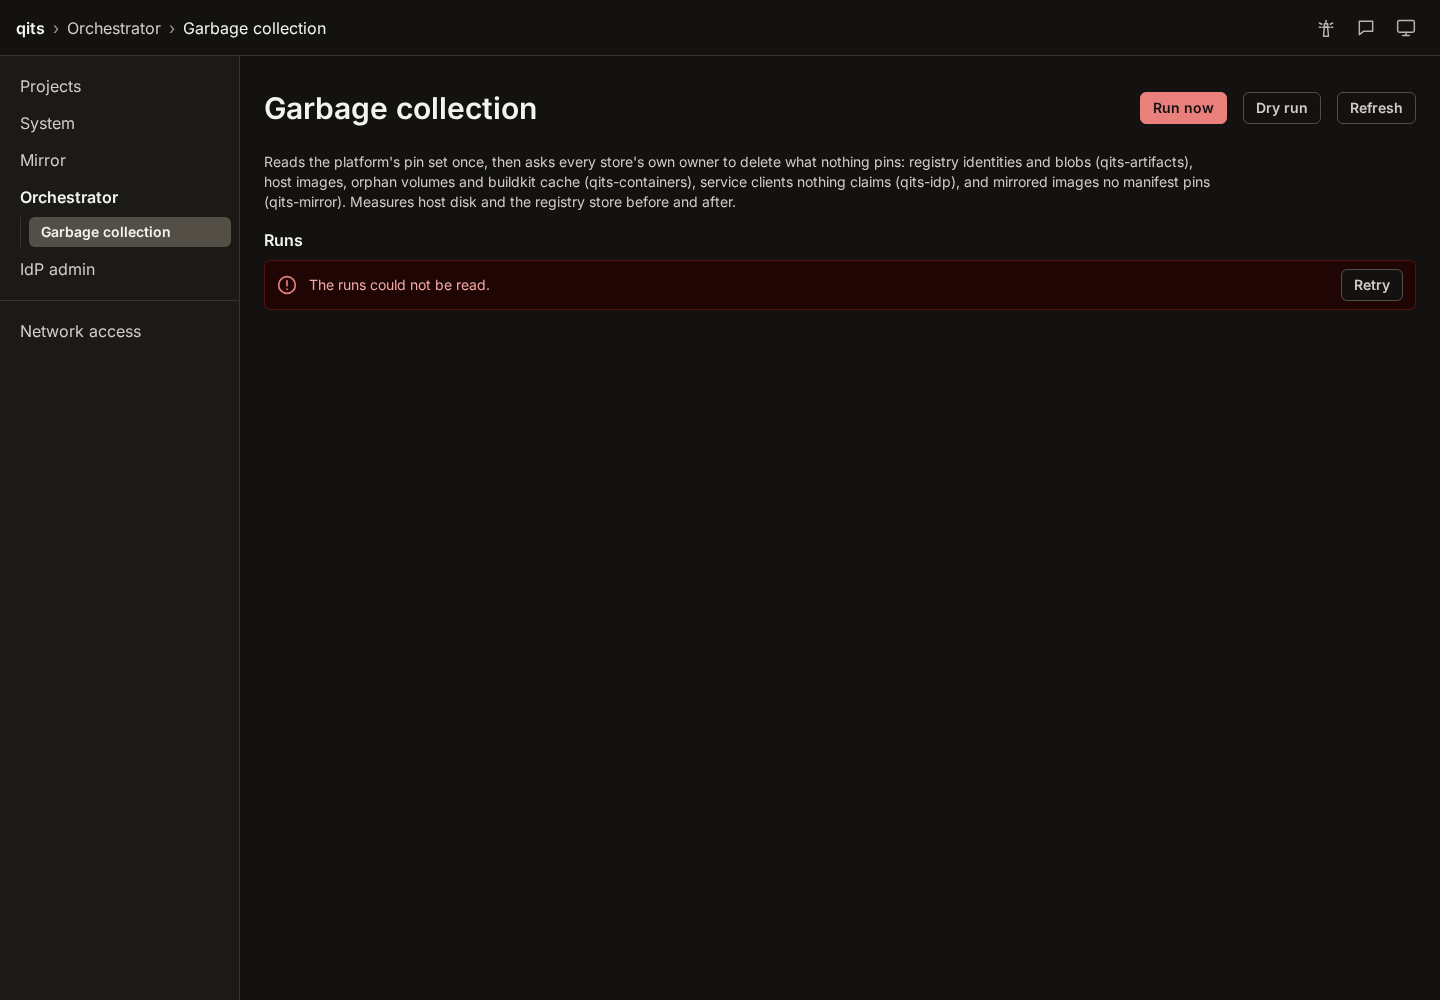 qits › Orchestrator › Garbage collection
Projects
System
Mirror
Orchestrator
Garbage collection
IdP admin
Network access
Garbage collection
Run now
Dry run
Refresh
Reads the platform's pin set once, then asks every store's own owner to delete what nothing pins: registry identities and blobs (qits-artifacts),
host images, orphan volumes and buildkit cache (qits-containers), service clients nothing claims (qits-idp), and mirrored images no manifest pins
(qits-mirror). Measures host disk and the registry store before and after.
Runs
The runs could not be read.
Retry